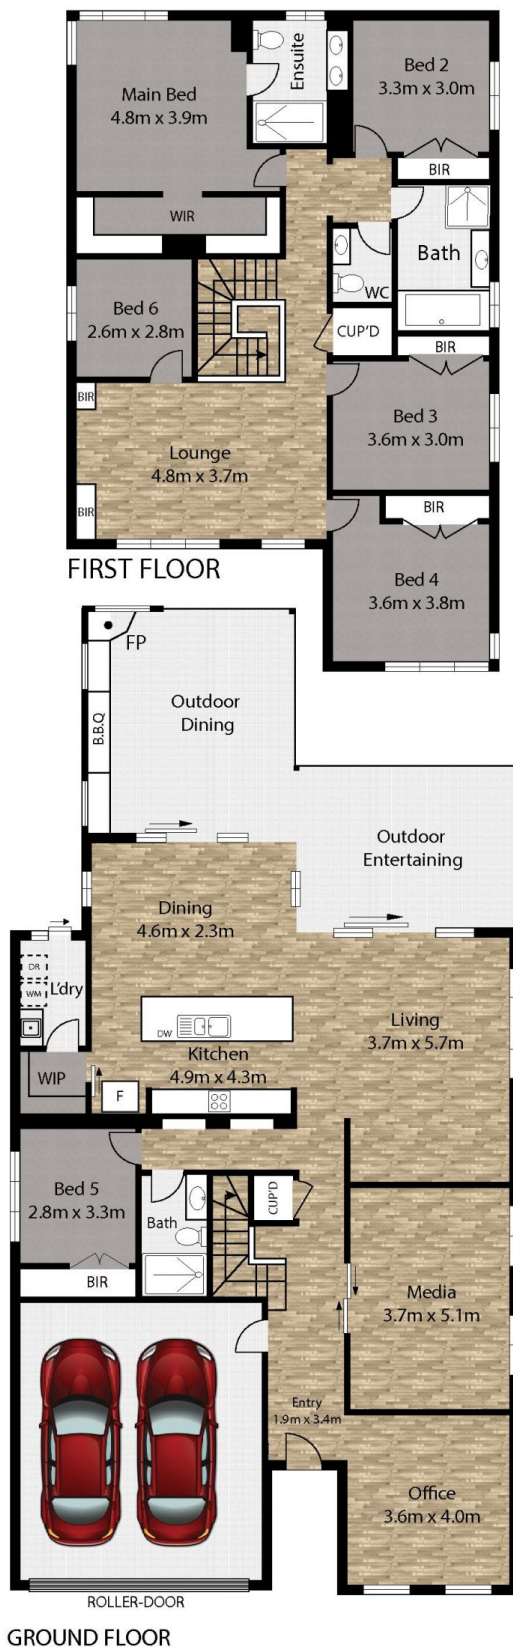 Main Bed
4.8m x 3.9m
Ensuite
Bed 2
3.3m x 3.0m
BIR
WIR
Bath
WC
Bed 6
2.6m x 2.8m
CUP'D
BIR
BIR
Bed 3
3.6m x 3.0m
Lounge
4.8m x 3.7m
BIR
BIR
Bed 4
3.6m x 3.8m
FIRST FLOOR
FP
Outdoor
Dining
B.B.Q
Outdoor
Entertaining
Dining
4.6m x 2.3m
DR
WM
L'dry
DW
Living
3.7m x 5.7m
Kitchen
4.9m x 4.3m
WIP
F
Bed 5
2.8m x 3.3m
Bath
CUP'D
BIR
Media
3.7m x 5.1m
Entry
1.9m x 3.4m
Office
3.6m x 4.0m
ROLLER-DOOR
GROUND FLOOR